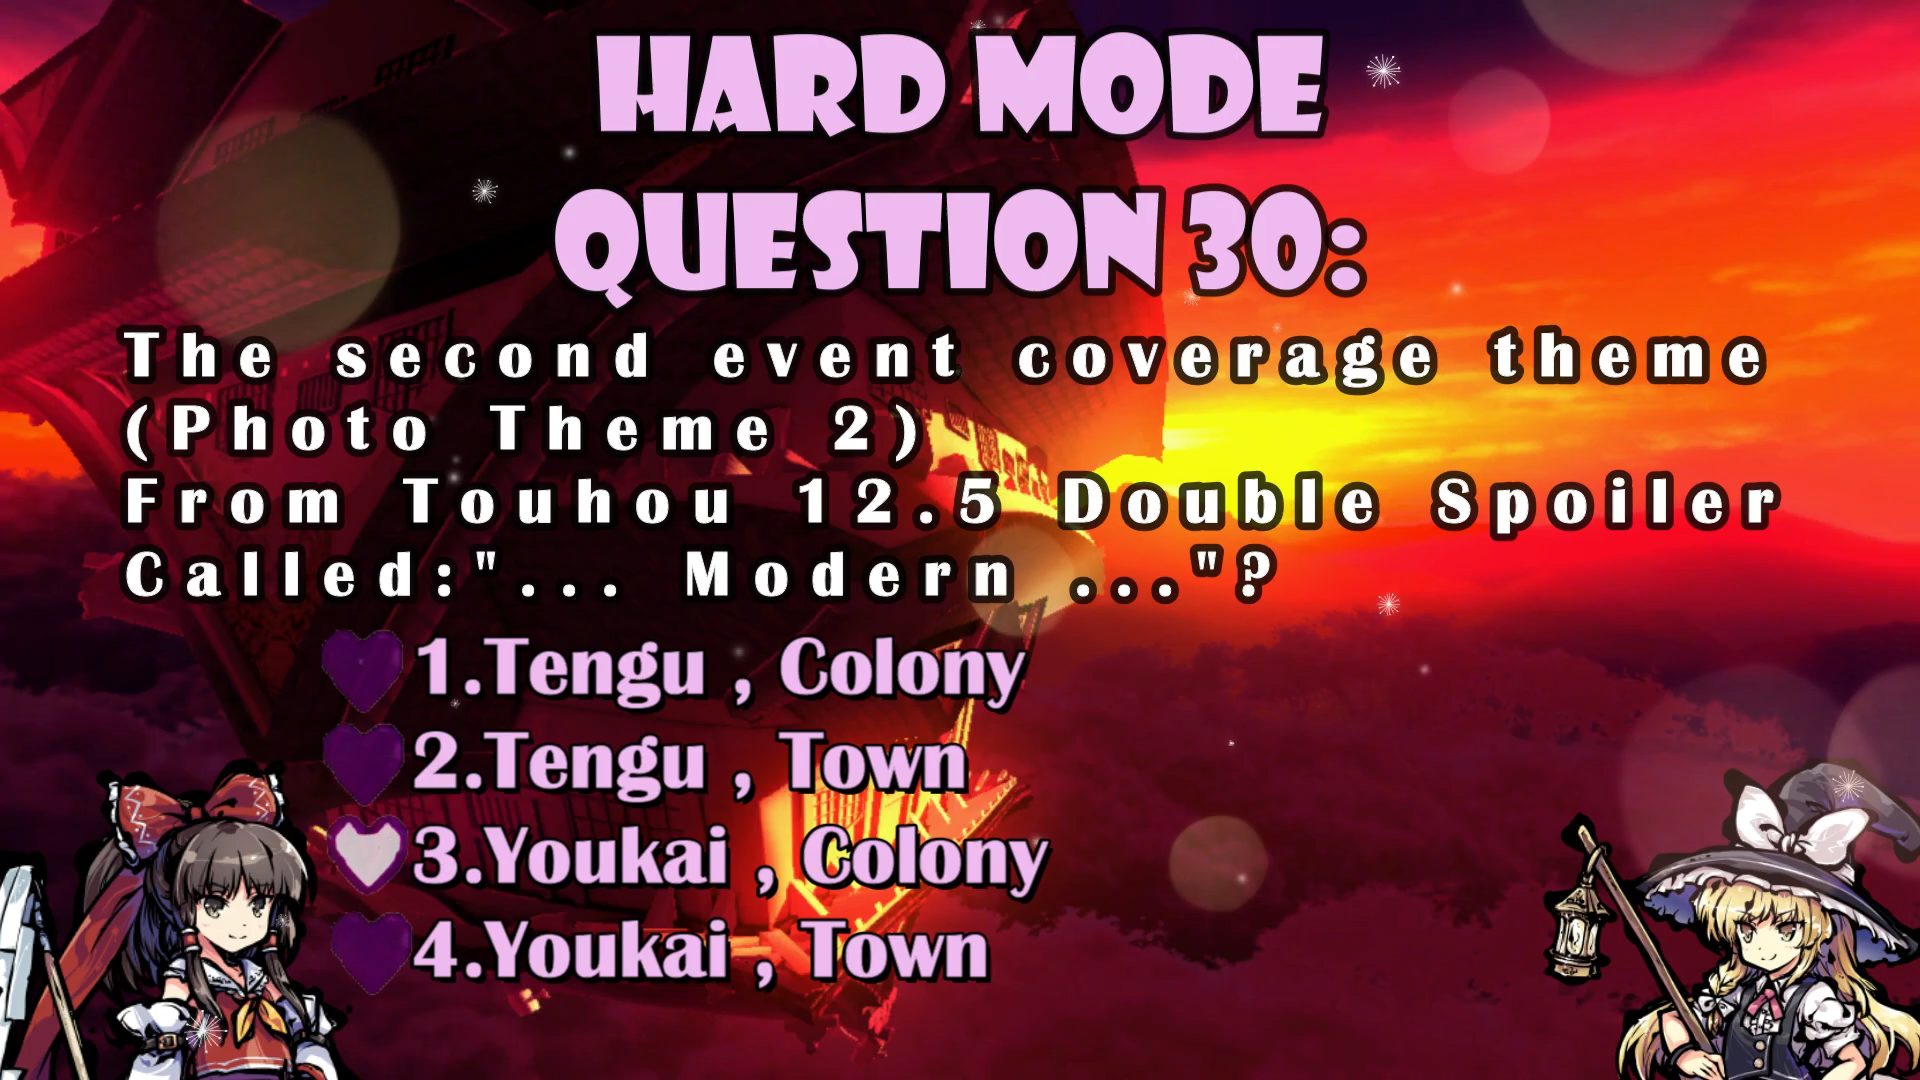 HARD MODE
QUESTION 30:
The second event coverage theme
(Photo Theme 2)
From Touhou 12.5 Double Spoiler
Called:"... Modern ..."?
1.Tengu , Colony
2.Tengu , Town
3.Youkai , Colony
4.Youkai , Town